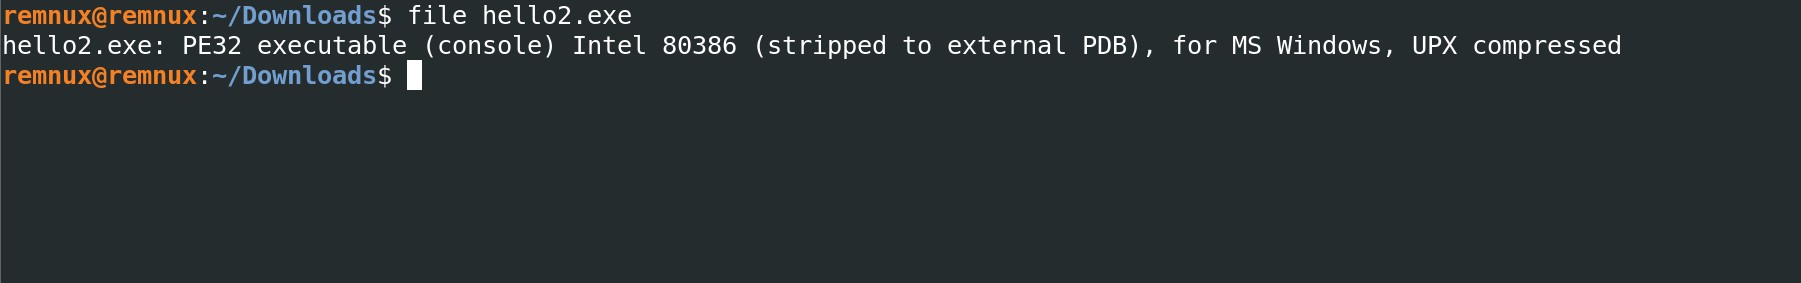 remnux@remnux:~/Downloads$ file hello2.exe
hello2.exe: PE32 executable (console) Intel 80386 (stripped to external PDB), for MS Windows, UPX compressed
remnux@remnux:~/Downloads$